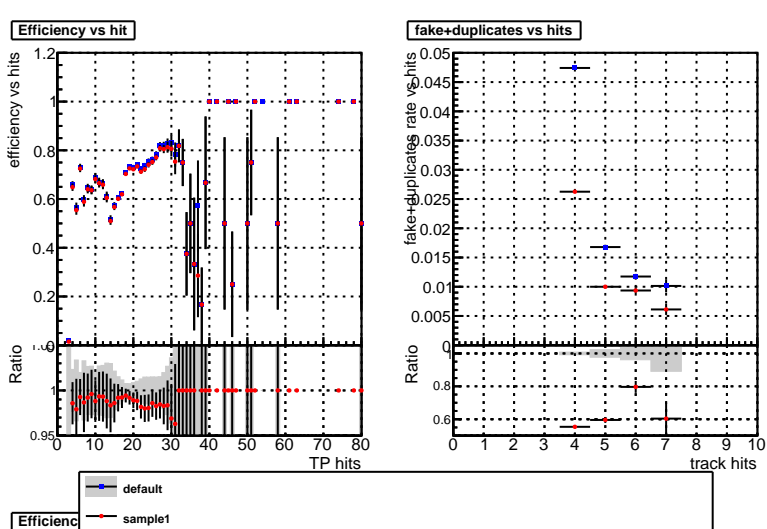 Efficiency vs hit
fake+duplicates vs hits
efficiency vs hits
1.2
1
0.8
0.6
0.4
0.2
0
fake+duplicates rate vs hits
0.05
0.045
0.04
0.035
0.03
0.025
0.02
0.015
0.01
0.005
0
Ratio
1
0.95
0 10 20 30 40 50 60 70 80
TP hits
Ratio
1
0.8
0.6
0 1 2 3 4 5 6 7 8 9 10
track hits
default
sample1
Efficienc